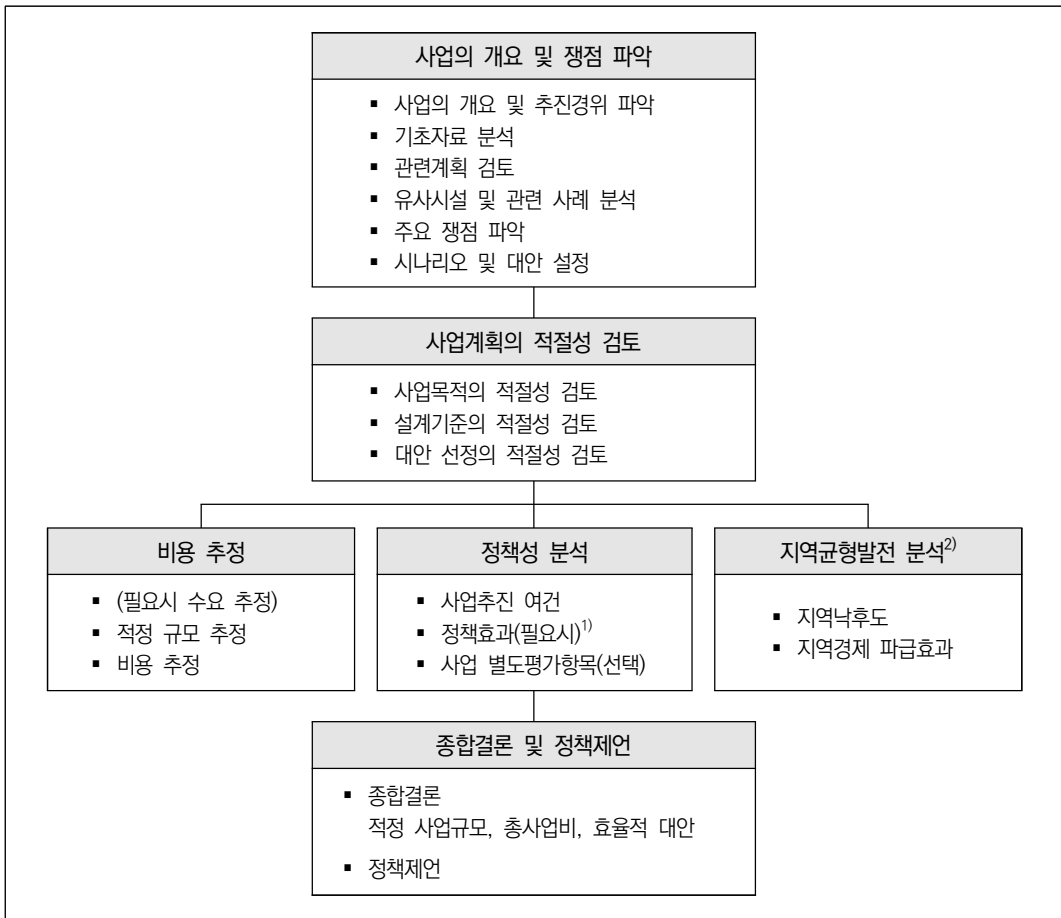 사업의 개요 및 쟁점 파악
▪ 사업의 개요 및 추진경위 파악
▪ 기초자료 분석
▪ 관련계획 검토
▪ 유사시설 및 관련 사례 분석
▪ 주요 쟁점 파악
▪ 시나리오 및 대안 설정
사업계획의 적절성 검토
▪ 사업목적의 적절성 검토
▪ 설계기준의 적절성 검토
▪ 대안 선정의 적절성 검토
비용 추정
▪ (필요시 수요 추정)
▪ 적정 규모 추정
▪ 비용 추정
정책성 분석
▪ 사업추진 여건
▪ 정책효과(필요시)1)
▪ 사업 별도평가항목(선택)
지역균형발전 분석2)
▪ 지역낙후도
▪ 지역경제 파급효과
종합결론 및 정책제언
▪ 종합결론
적정 사업규모, 총사업비, 효율적 대안
▪ 정책제언